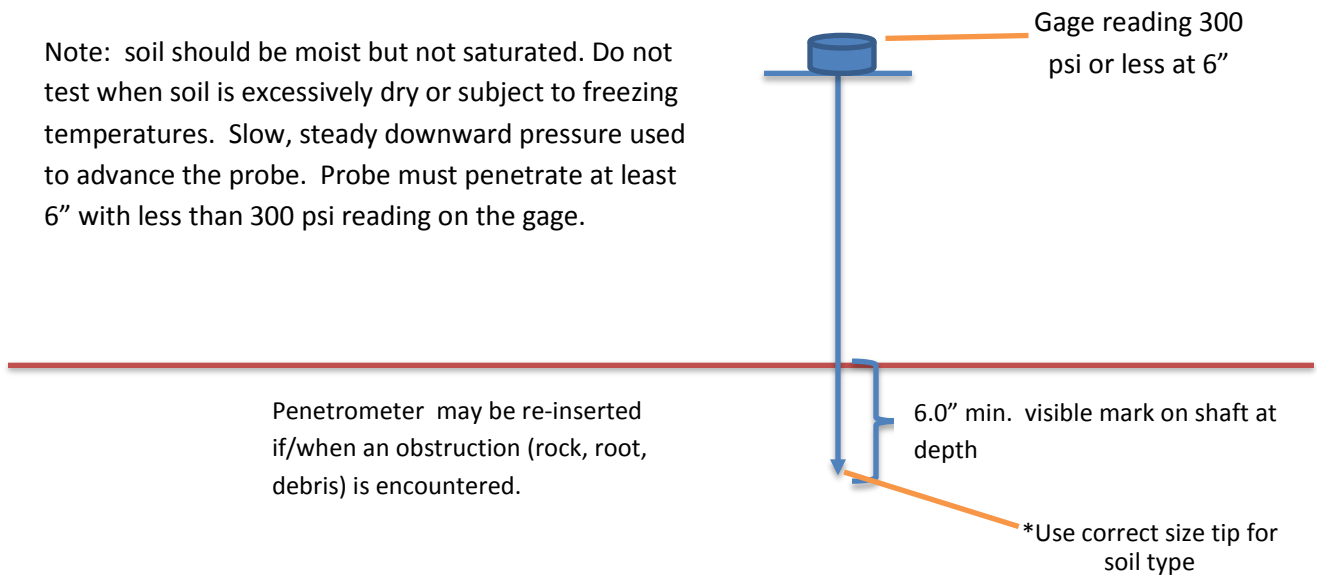 Note:  soil should be moist but not saturated. Do not
test when soil is excessively dry or subject to freezing
temperatures.  Slow, steady downward pressure used
to advance the probe.  Probe must penetrate at least
6” with less than 300 psi reading on the gage.
Gage reading 300
psi or less at 6”
Penetrometer  may be re-inserted
if/when an obstruction (rock, root,
debris) is encountered.
6.0” min.  visible mark on shaft at
depth
*Use correct size tip for
soil type